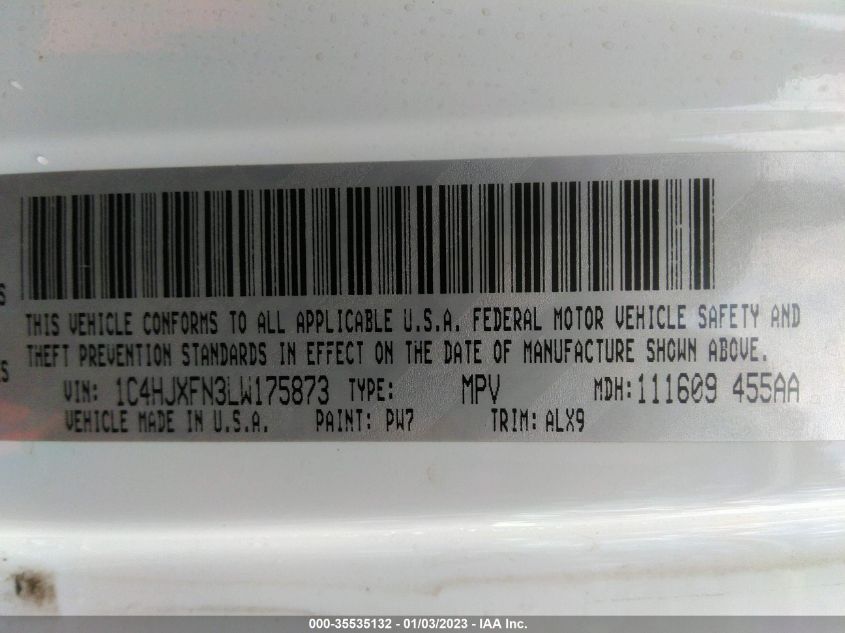 S
THIS VEHICLE CONFORMS TO ALL APPLICABLE U.S.A. FEDERAL MOTOR VEHICLE SAFETY AND
THEFT PREVENTION STANDARDS IN EFFECT ON THE DATE OF MANUFACTURE SHOWN ABOVE.
S
VIN: 1C4HJXFN3LW175873 TYPE: MPV MDH:111609 455AA
VEHICLE MADE IN U.S.A. PAINT: PW7 TRIM: ALX9
000-35535132 - 01/03/2023 - IAA Inc.